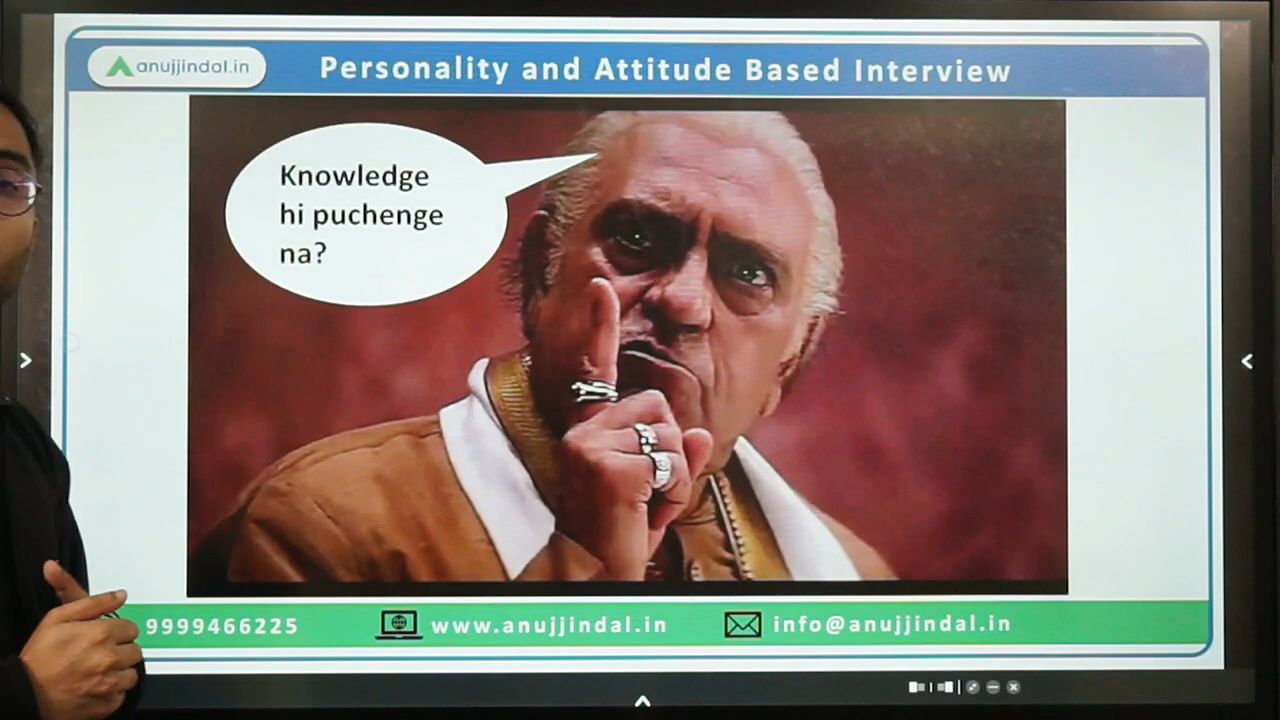 anujjindal.in
Personality and Attitude Based Interview
Knowledge
hi puchenge
na?
9999466225
www.anujjindal.in
info@anujjindal.in